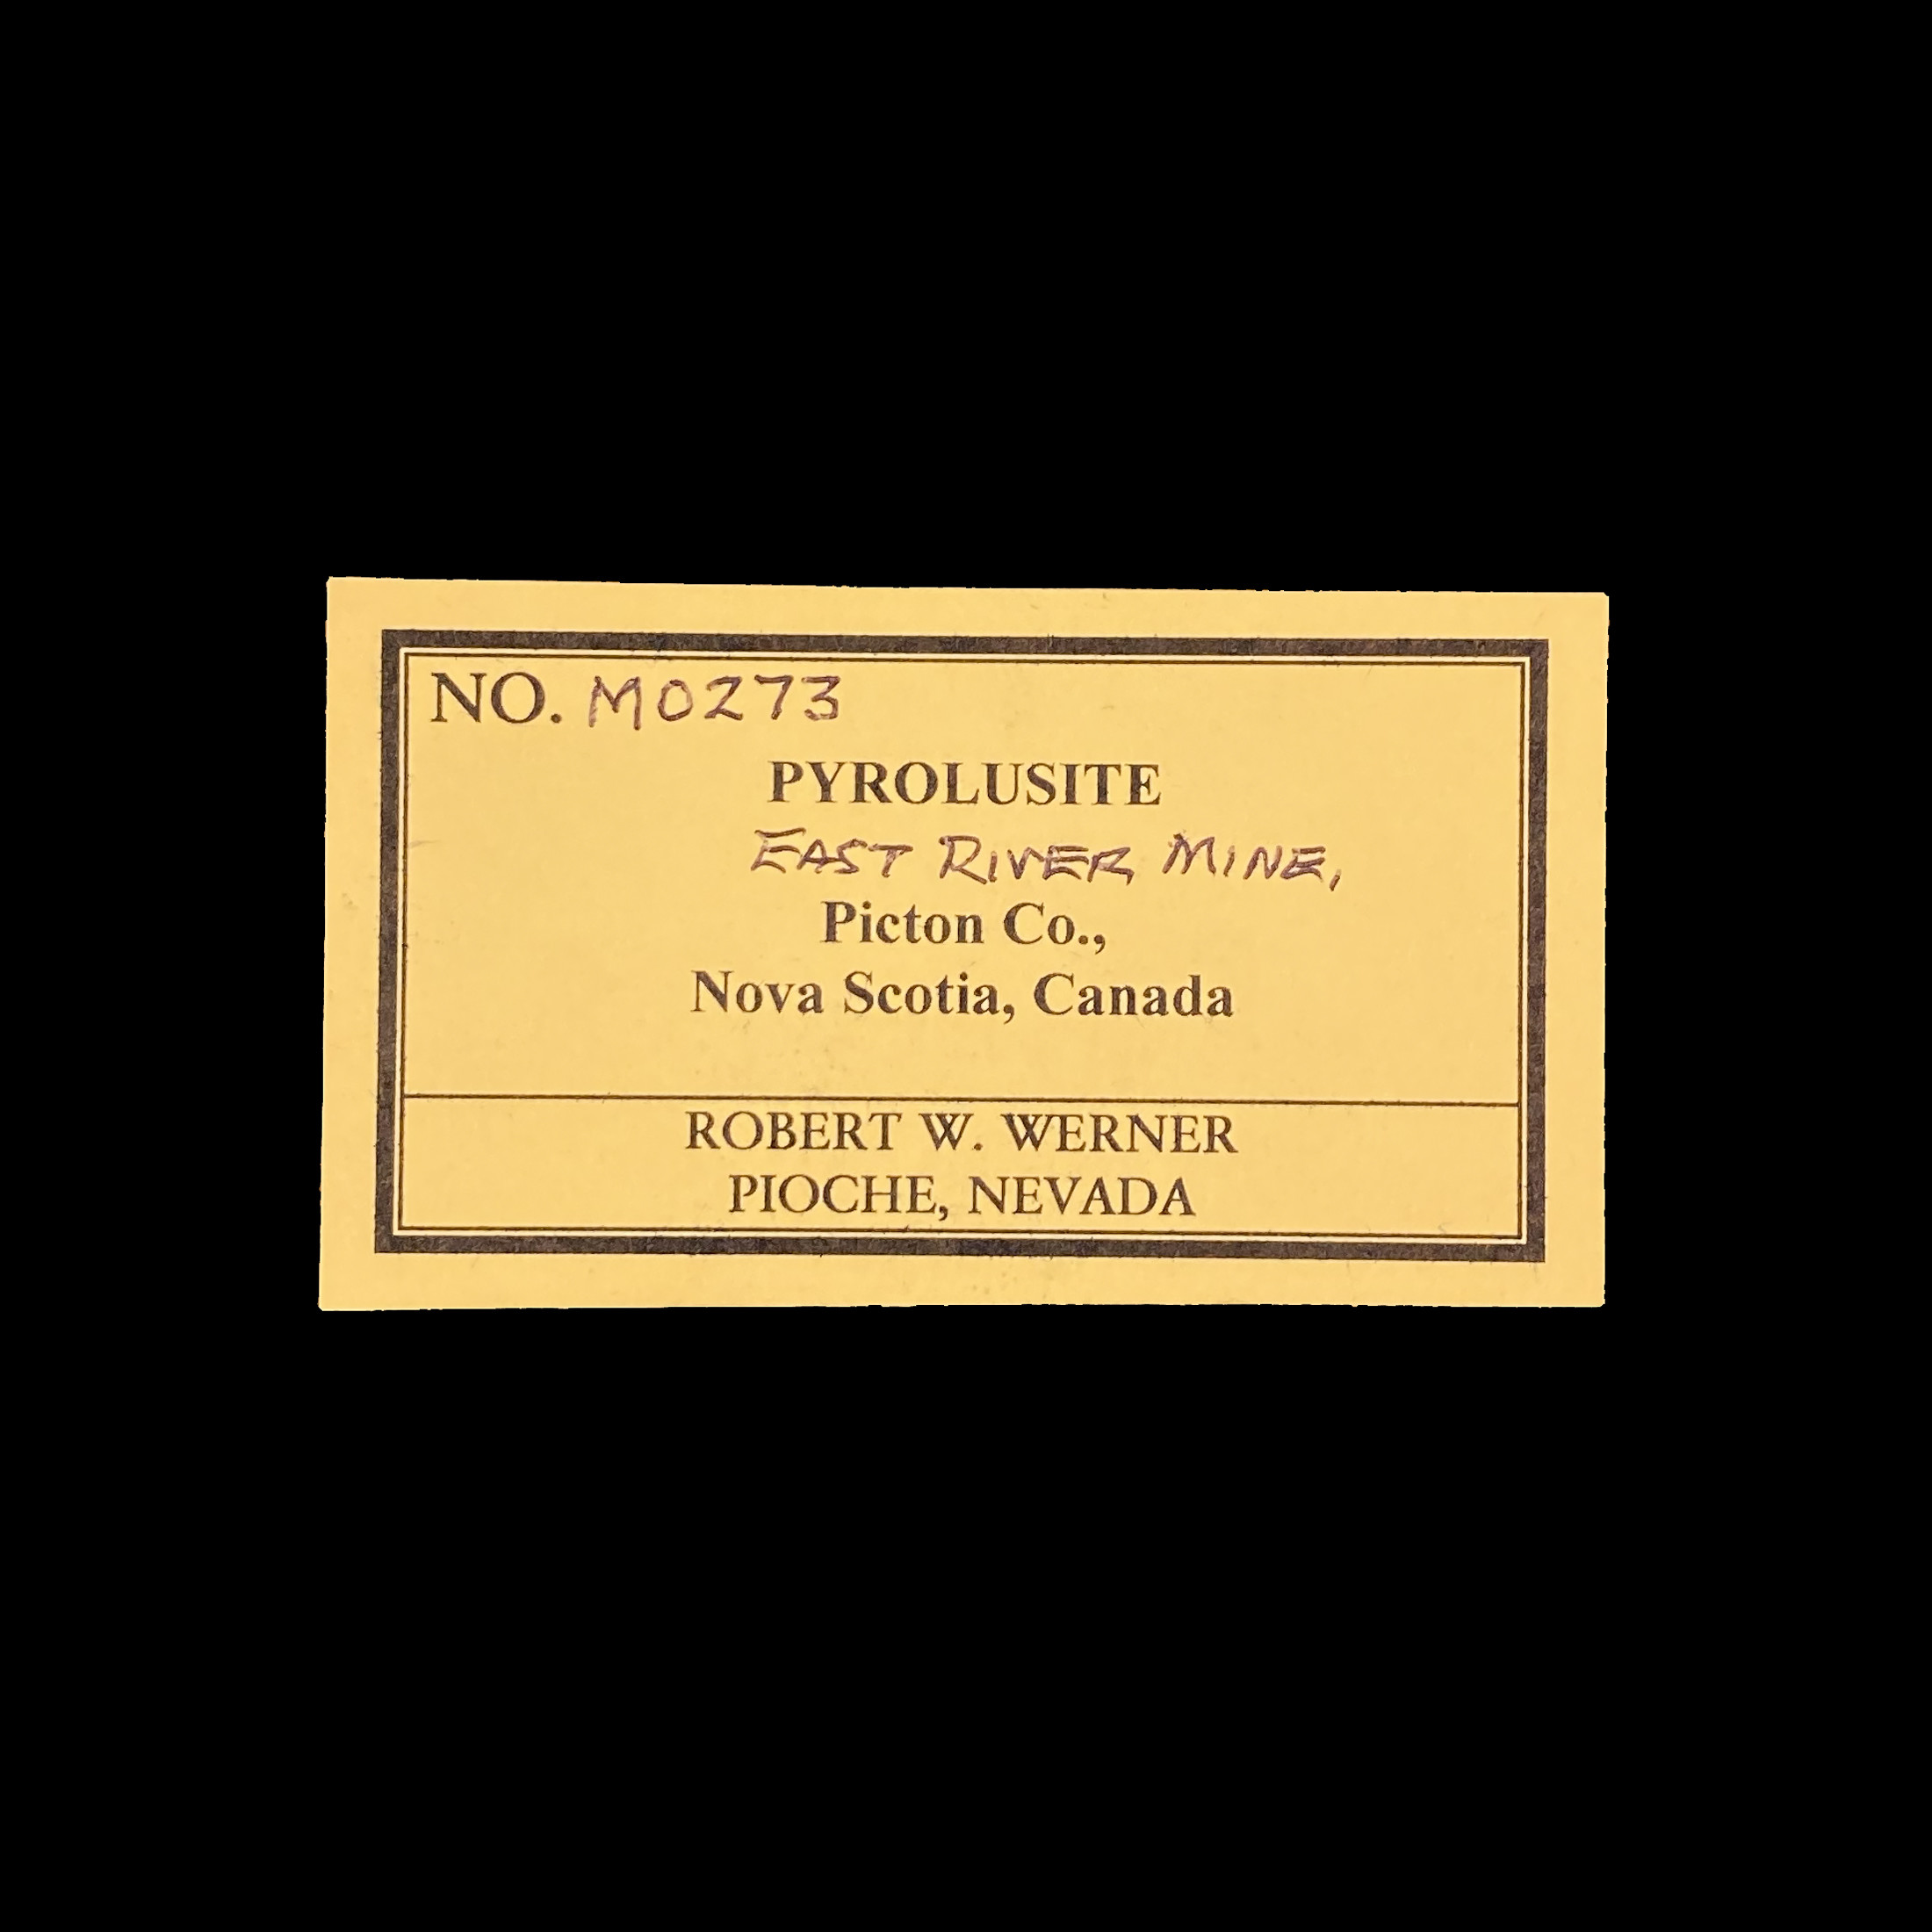 NO. M0273
PYROLUSITE
EAST RIVER MINE,
Picton Co.,
Nova Scotia, Canada
ROBERT W. WERNER
PIOCHE, NEVADA